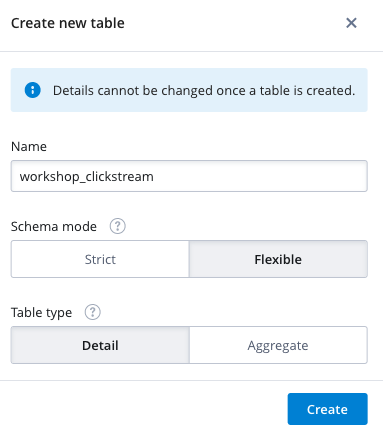 Create new table
Details cannot be changed once a table is created.
Name
workshop_clickstream
Schema mode ?
Strict Flexible
Table type ?
Detail Aggregate
Create